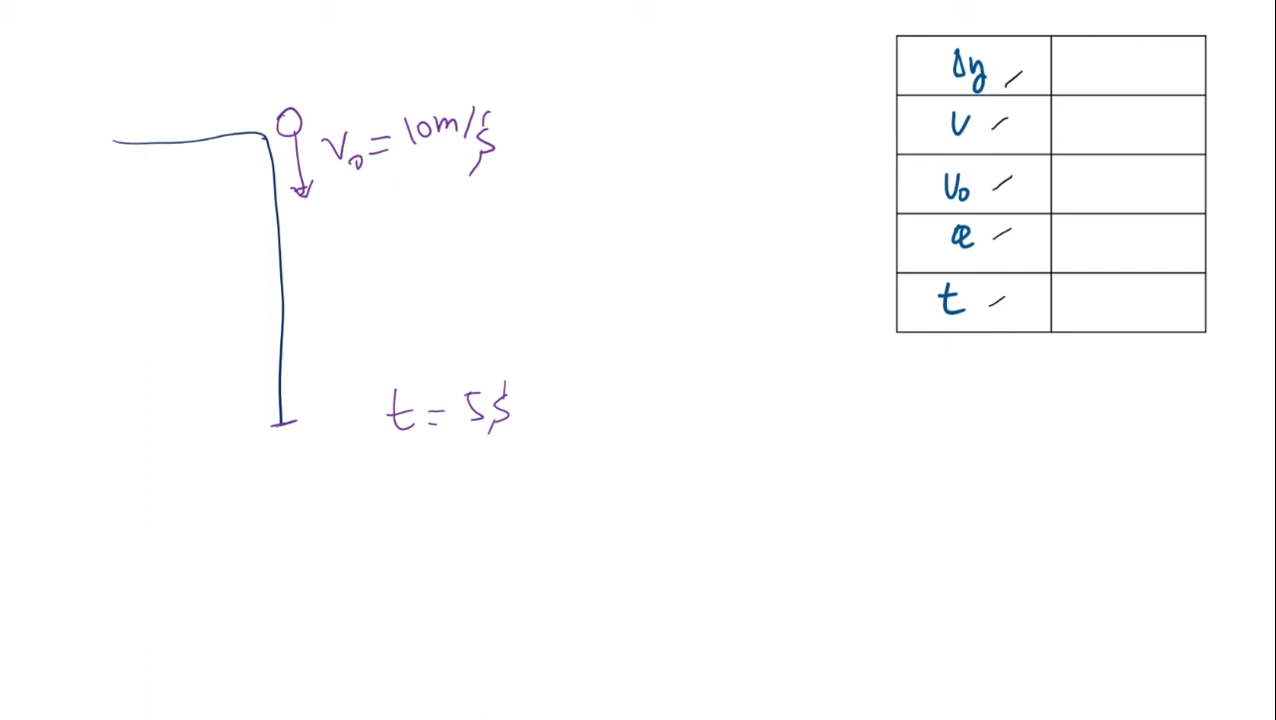 V₀ = 10m/s
t = 5s
Δy
v
v₀
a
t